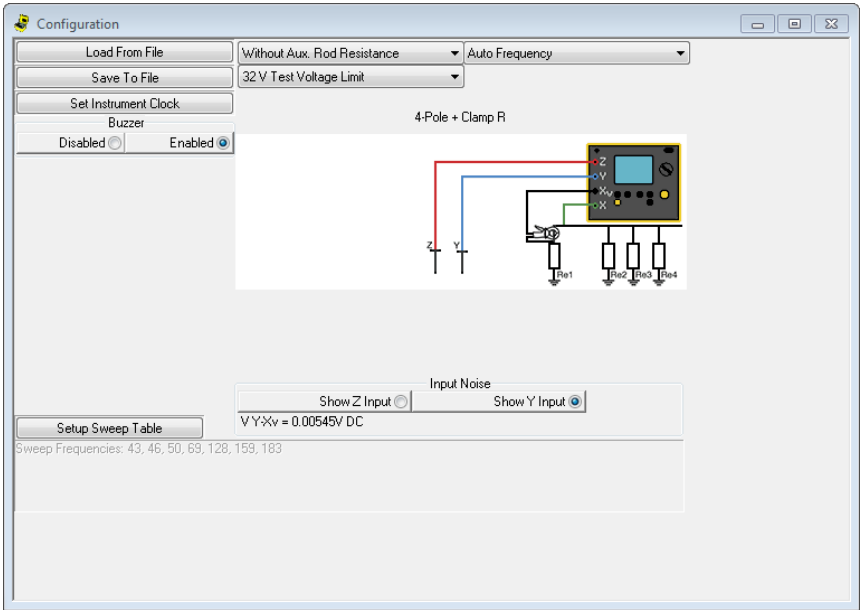 Configuration
Load From File
Without Aux. Rod Resistance
Auto Frequency
Save To File
32 V Test Voltage Limit
Set Instrument Clock
Buzzer
4-Pole + Clamp R
Disabled
Enabled
Z
Y
Xv
X
Z
Y
Re1
Re2
Re3
Re4
Input Noise
Show Z Input
Show Y Input
V Y-Xv = 0.00545V DC
Setup Sweep Table
Sweep Frequencies: 43, 46, 50, 69, 128, 159, 183